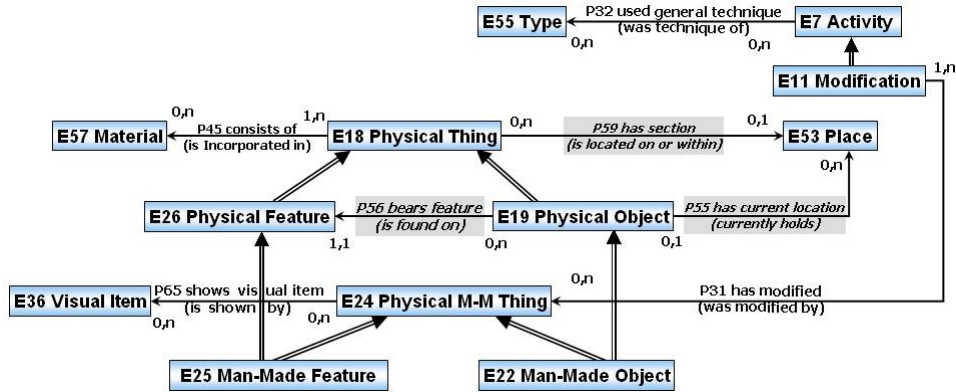 P32 used general technique
E55 Type
E7 Activity
(was technique of)
0,n
0,n
E11 Modification
1,n
0,n
1,n
0,n
0,1
P45 consists of
P59 has section
E57 Material
E18 Physical Thing
E53 Place
(is Incorporated in)
(is located on or within)
0,n
P56 bears feature
P55 has current location
E26 Physical Feature
E19 Physical Object
(is found on)
(currently holds)
1,1
0,n
0,1
0,n
P65 shows visual item
P31 has modified
E36 Visual Item
E24 Physical M-M Thing
(is shown by)
(was modified by)
0,n
0,n
E25 Man-Made Feature
E22 Man-Made Object